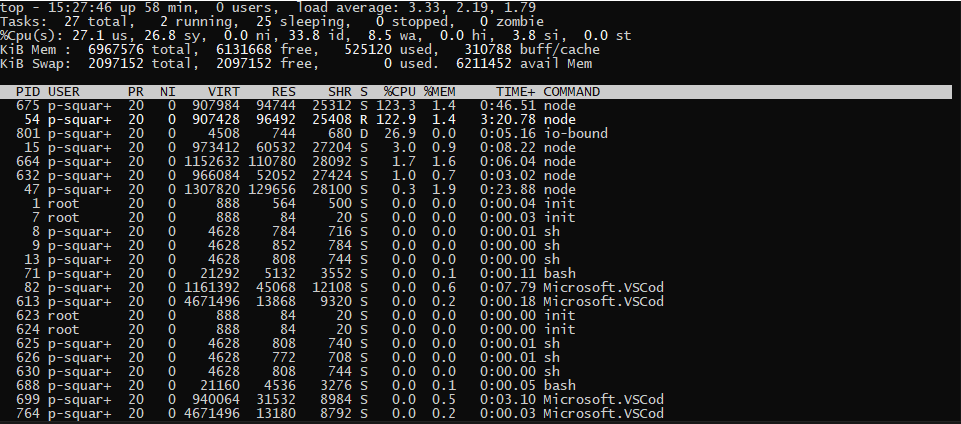 top - 15:27:46 up 58 min,  0 users,  load average: 3.33, 2.19, 1.79
Tasks:  27 total,   2 running,  25 sleeping,   0 stopped,   0 zombie
%Cpu(s): 27.1 us, 26.8 sy,  0.0 ni, 33.8 id,  8.5 wa,  0.0 hi,  3.8 si,  0.0 st
KiB Mem :  6967576 total,  6131668 free,   525120 used,   310788 buff/cache
KiB Swap:  2097152 total,  2097152 free,        0 used.  6211452 avail Mem
PID USER      PR  NI    VIRT    RES    SHR S  %CPU %MEM     TIME+ COMMAND
675 p-squar+  20   0  907984  94744  25312 S 123.3  1.4   0:46.51 node
54 p-squar+  20   0  907428  96492  25408 R 122.9  1.4   3:20.78 node
801 p-squar+  20   0    4508    744    680 D  26.9  0.0   0:05.16 io-bound
15 p-squar+  20   0  973412  60532  27204 S   3.0  0.9   0:08.22 node
664 p-squar+  20   0 1152632 110780  28092 S   1.7  1.6   0:06.04 node
632 p-squar+  20   0  966084  52052  27424 S   1.0  0.7   0:03.02 node
47 p-squar+  20   0 1307820 129656  28100 S   0.3  1.9   0:23.88 node
1 root      20   0     888    564    500 S   0.0  0.0   0:00.04 init
7 root      20   0     888     84     20 S   0.0  0.0   0:00.03 init
8 p-squar+  20   0    4628    784    716 S   0.0  0.0   0:00.01 sh
9 p-squar+  20   0    4628    852    784 S   0.0  0.0   0:00.00 sh
13 p-squar+  20   0    4628    808    744 S   0.0  0.0   0:00.00 sh
71 p-squar+  20   0   21292   5132   3552 S   0.0  0.1   0:00.11 bash
82 p-squar+  20   0 1161392  45068  12108 S   0.0  0.6   0:07.79 Microsoft.VSCod
613 p-squar+  20   0 4671496  13868   9320 S   0.0  0.2   0:00.18 Microsoft.VSCod
623 root      20   0     888     84     20 S   0.0  0.0   0:00.00 init
624 root      20   0     888     84     20 S   0.0  0.0   0:00.00 init
625 p-squar+  20   0    4628    808    740 S   0.0  0.0   0:00.01 sh
626 p-squar+  20   0    4628    772    708 S   0.0  0.0   0:00.01 sh
630 p-squar+  20   0    4628    808    744 S   0.0  0.0   0:00.00 sh
688 p-squar+  20   0   21160   4536   3276 S   0.0  0.1   0:00.05 bash
699 p-squar+  20   0  940064  31532   8984 S   0.0  0.5   0:03.10 Microsoft.VSCod
764 p-squar+  20   0 4671496  13180   8792 S   0.0  0.2   0:00.03 Microsoft.VSCod